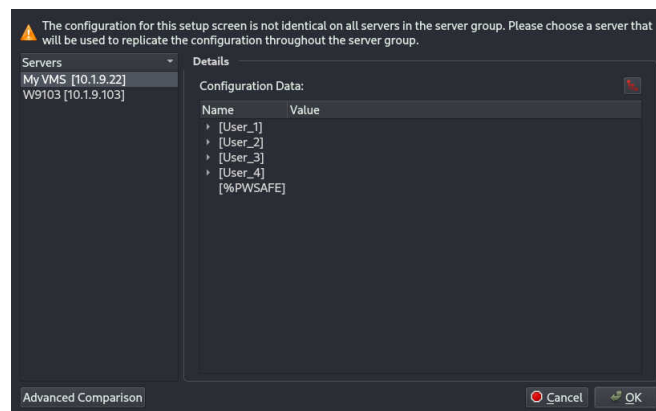 The configuration for this setup screen is not identical on all servers in the server group. Please choose a server that
will be used to replicate the configuration throughout the server group.
Servers
My VMS [10.1.9.22]
W9103 [10.1.9.103]
Details
Configuration Data:
Name Value
[User_1]
[User_2]
[User_3]
[User_4]
[%PWSAFE]
Advanced Comparison
Cancel
OK